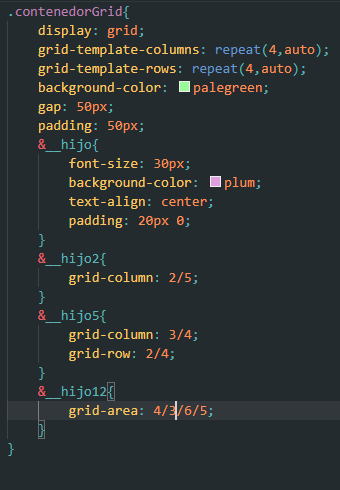 .contenedorGrid{
display: grid;
grid-template-columns: repeat(4,auto);
grid-template-rows: repeat(4,auto);
background-color: palegreen;
gap: 50px;
padding: 50px;
&__hijo{
font-size: 30px;
background-color: plum;
text-align: center;
padding: 20px 0;
}
&__hijo2{
grid-column: 2/5;
}
&__hijo5{
grid-column: 3/4;
grid-row: 2/4;
}
&__hijo12{
grid-area: 4/3/6/5;
}
}